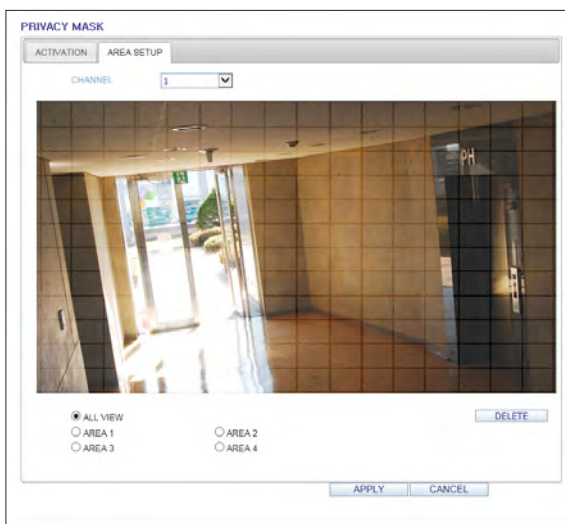 PRIVACY MASK
ACTIVATION AREA SETUP
CHANNEL 1
PH
ALL VIEW DELETE
AREA 1 AREA 2
AREA 3 AREA 4
APPLY CANCEL